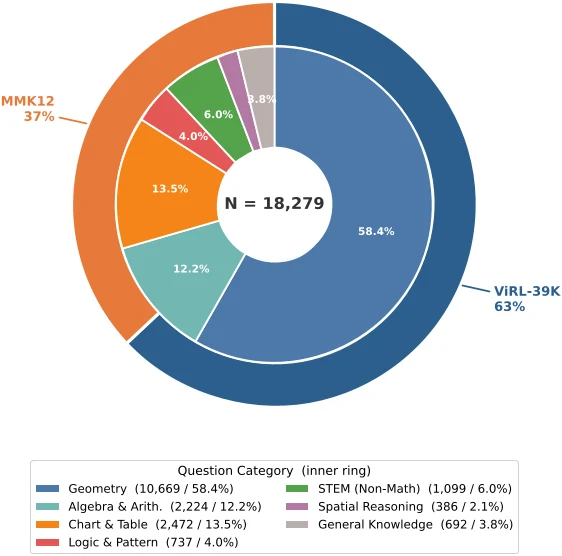 MMK12
37%
3.8%
6.0%
4.0%
13.5%
N = 18,279
58.4%
12.2%
ViRL-39K
63%
Question Category (inner ring)
Geometry (10,669 / 58.4%)
Algebra & Arith. (2,224 / 12.2%)
Chart & Table (2,472 / 13.5%)
Logic & Pattern (737 / 4.0%)
STEM (Non-Math) (1,099 / 6.0%)
Spatial Reasoning (386 / 2.1%)
General Knowledge (692 / 3.8%)